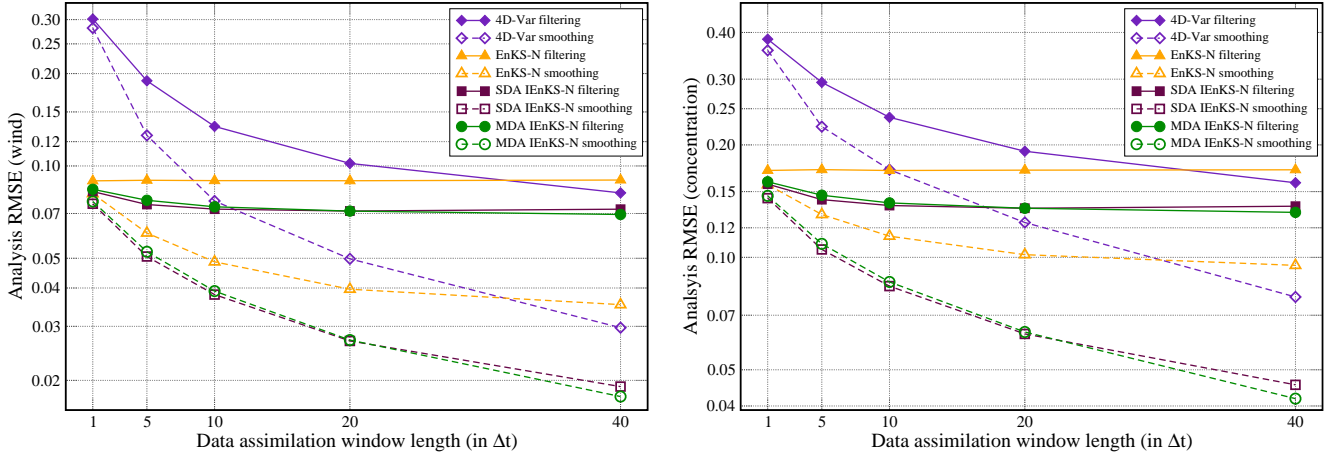 Analysis RMSE (wind)
0.30
0.25
0.20
0.15
0.12
0.10
0.07
0.05
0.04
0.03
0.02
4D-Var filtering
4D-Var smoothing
EnKS-N filtering
EnKS-N smoothing
SDA IEnKS-N filtering
SDA IEnKS-N smoothing
MDA IEnKS-N filtering
MDA IEnKS-N smoothing
1 5 10 20 40
Data assimilation window length (in Δt)
Analsyis RMSE (concentration)
0.40
0.30
0.25
0.20
0.15
0.12
0.10
0.07
0.05
0.04
4D-Var filtering
4D-Var smoothing
EnKS-N filtering
EnKS-N smoothing
SDA IEnKS-N filtering
SDA IEnKS-N smoothing
MDA IEnKS-N filtering
MDA IEnKS-N smoothing
1 5 10 20 40
Data assimilation window length (in Δt)